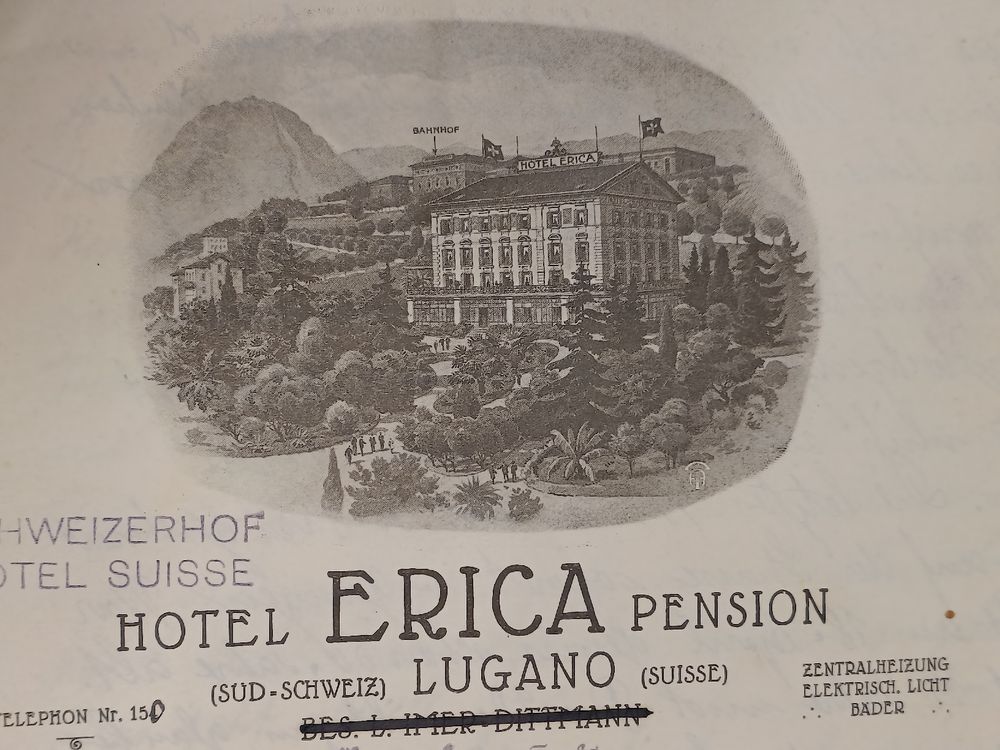 BAHNHOF
HOTEL ERICA
HWEIZERHOF
OTEL SUISSE
HOTEL ERICA PENSION
(SÜD=SCHWEIZ) LUGANO (SUISSE)
ZENTRALHEIZUNG
ELEKTRISCH. LICHT
BÄDER
TELEPHON Nr. 150
BES. L. IMER-DITTMANN